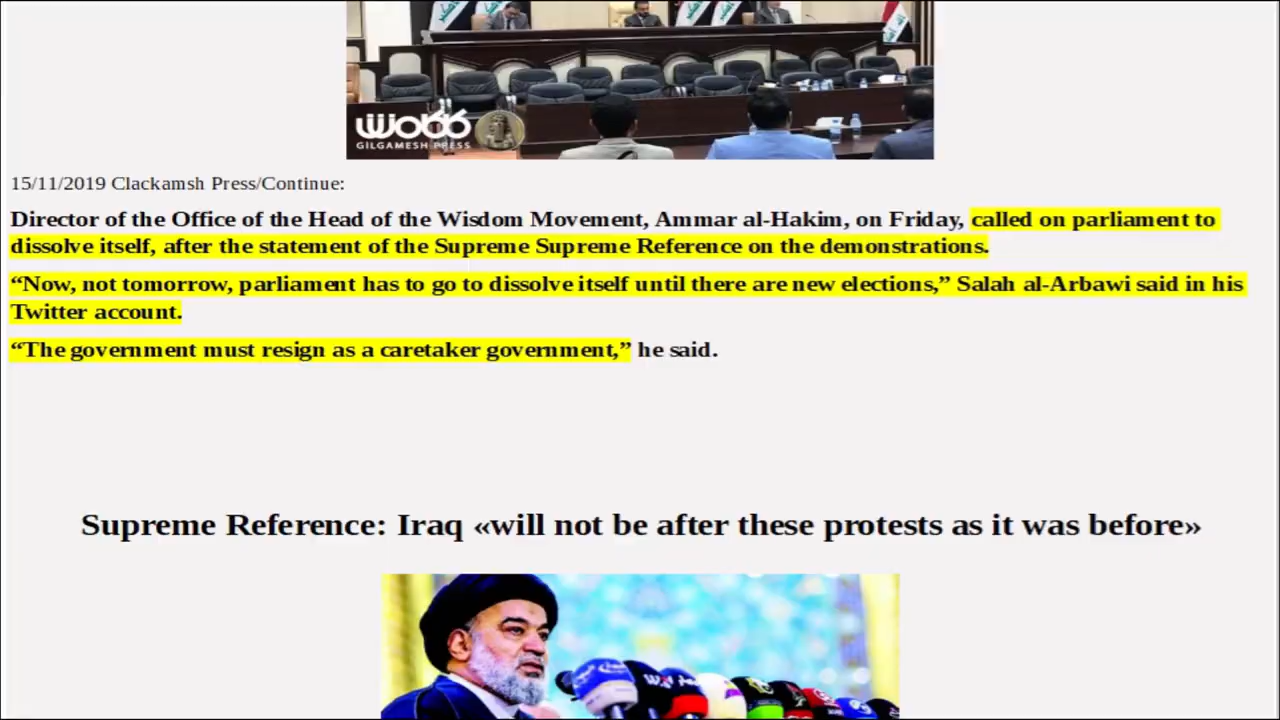 GILGAMESH PRESS
15/11/2019 Clackamsh Press/Continue:
Director of the Office of the Head of the Wisdom Movement, Ammar al-Hakim, on Friday, called on parliament to
dissolve itself, after the statement of the Supreme Supreme Reference on the demonstrations.
“Now, not tomorrow, parliament has to go to dissolve itself until there are new elections,” Salah al-Arbawi said in his
Twitter account.
“The government must resign as a caretaker government,” he said.
Supreme Reference: Iraq «will not be after these protests as it was before»